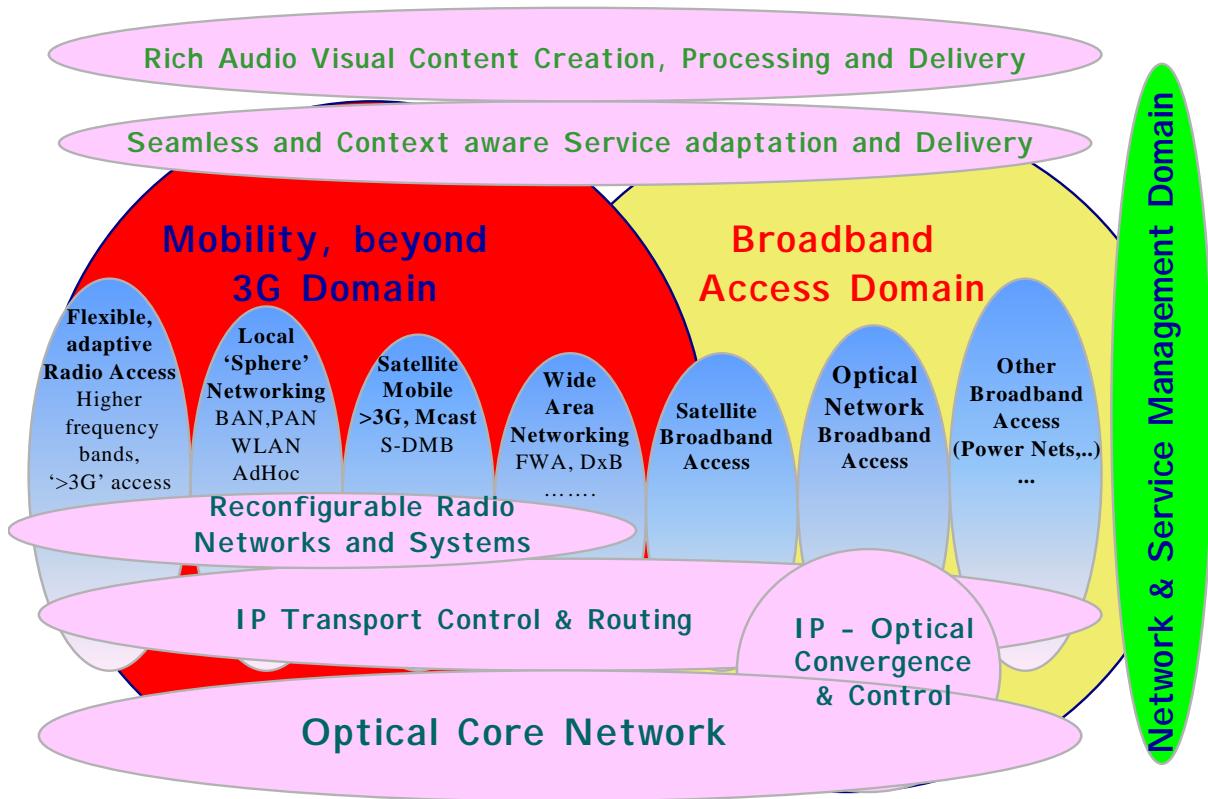 Rich Audio Visual Content Creation, Processing and Delivery
Seamless and Context aware Service adaptation and Delivery
Mobility, beyond
3G Domain
Broadband
Access Domain
Flexible,
adaptive
Radio Access
Higher
frequency
bands,
‘>3G’ access
Local
‘Sphere’
Networking
BAN,PAN
WLAN
AdHoc
Satellite
Mobile
>3G, Mcast
S-DMB
Wide
Area
Networking
FWA, DxB
…….
Satellite
Broadband
Access
Optical
Network
Broadband
Access
Other
Broadband
Access
(Power Nets,..)
...
Reconfigurable Radio
Networks and Systems
IP Transport Control & Routing
IP - Optical
Convergence
& Control
Optical Core Network
Network & Service Management Domain